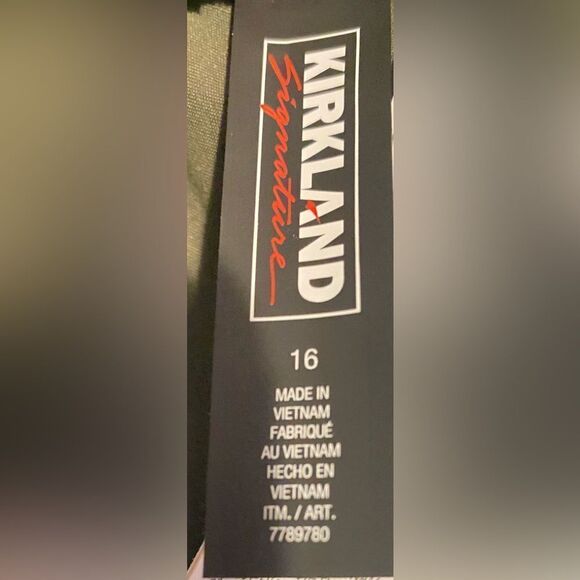 KIRKLAND
Signature
16
MADE IN
VIETNAM
FABRIQUÉ
AU VIETNAM
HECHO EN
VIETNAM
ITM. / ART.
7789780